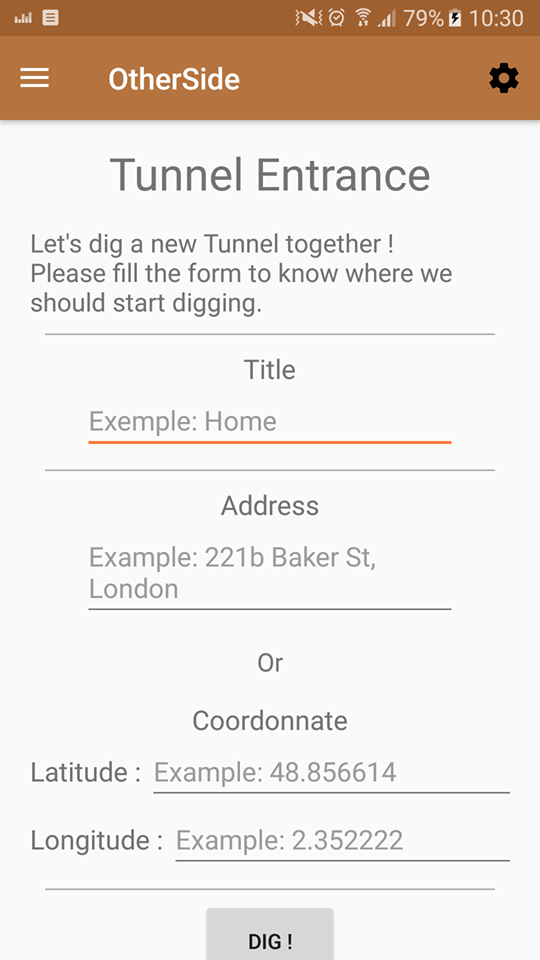 79% 10:30
OtherSide
Tunnel Entrance
Let's dig a new Tunnel together !
Please fill the form to know where we
should start digging.
Title
Exemple: Home
Address
Example: 221b Baker St,
London
Or
Coordonnate
Latitude : Example: 48.856614
Longitude : Example: 2.352222
DIG !